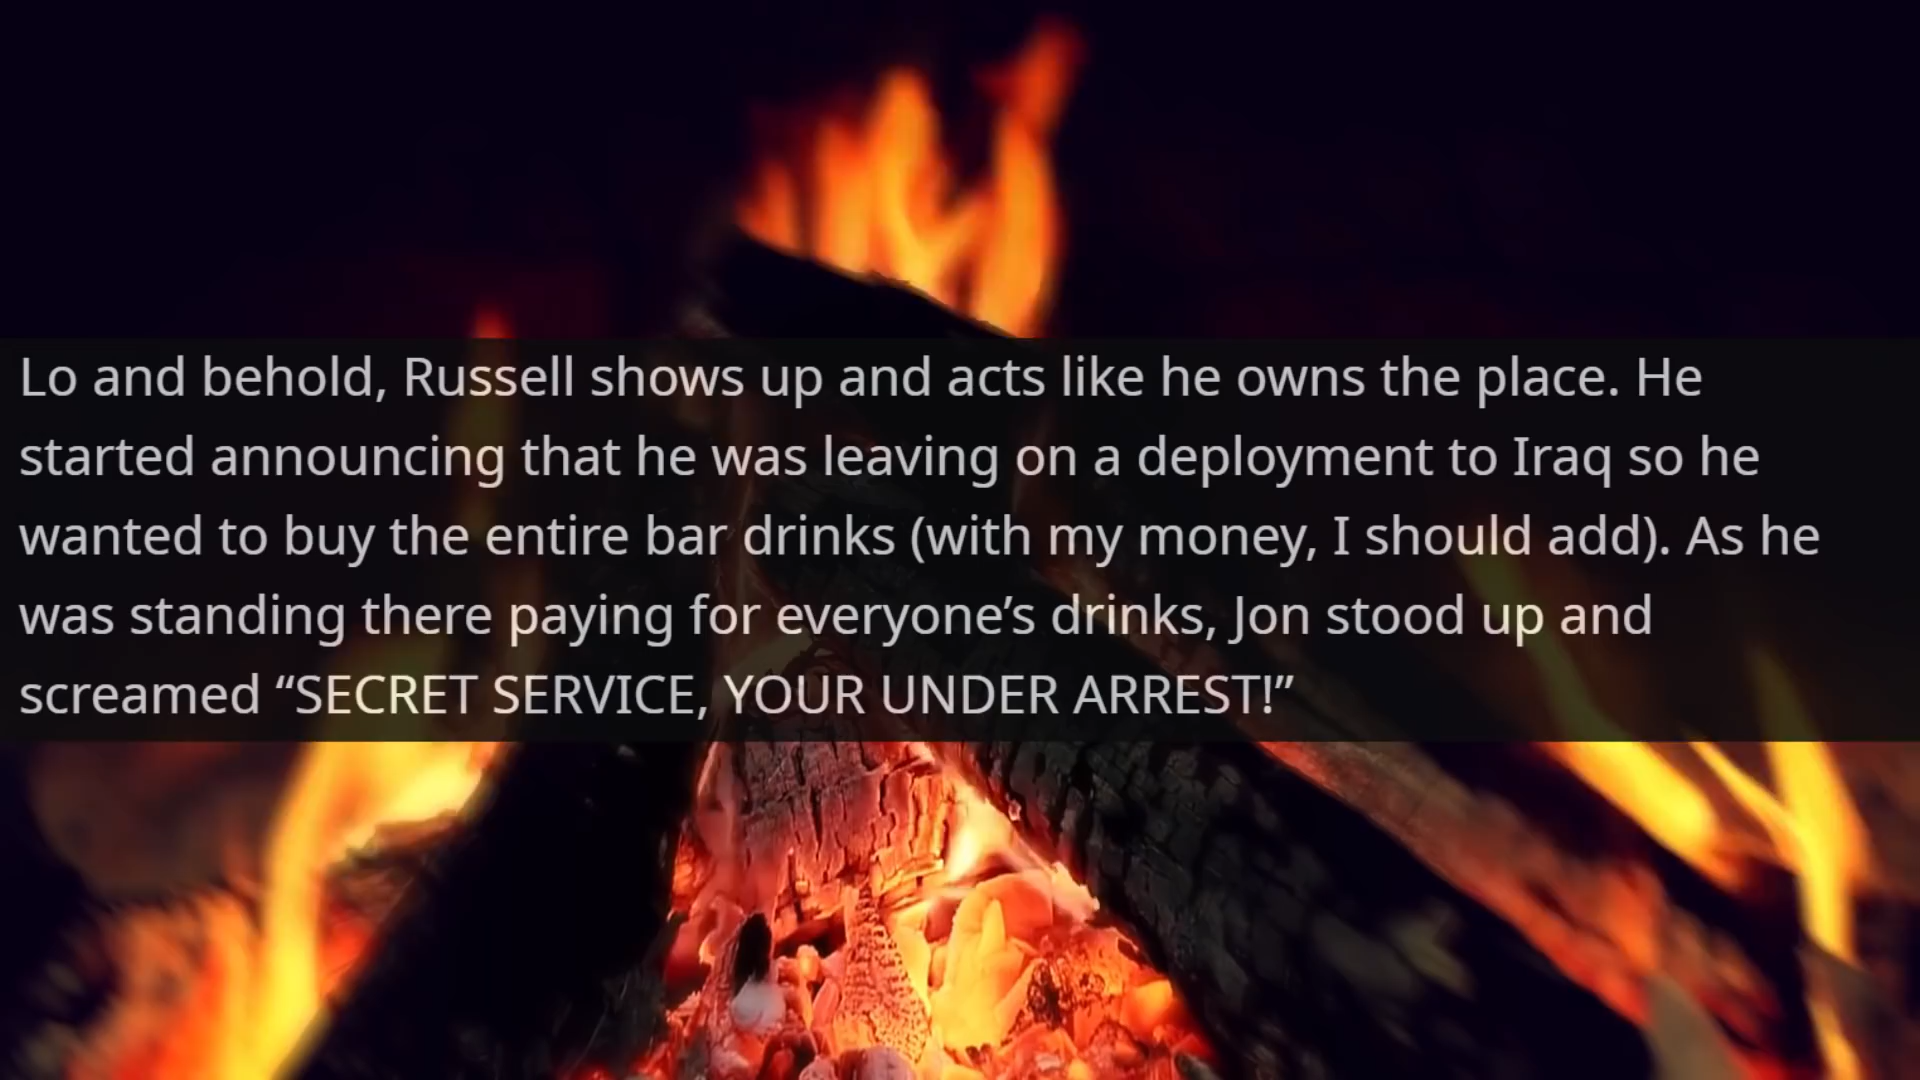 Lo and behold, Russell shows up and acts like he owns the place. He
started announcing that he was leaving on a deployment to Iraq so he
wanted to buy the entire bar drinks (with my money, I should add). As he
was standing there paying for everyone’s drinks, Jon stood up and
screamed “SECRET SERVICE, YOUR UNDER ARREST!”